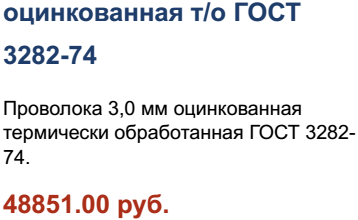 оцинкованная т/о ГОСТ
3282-74
Проволока 3,0 мм оцинкованная
термически обработанная ГОСТ 3282-
74.
48851.00 руб.